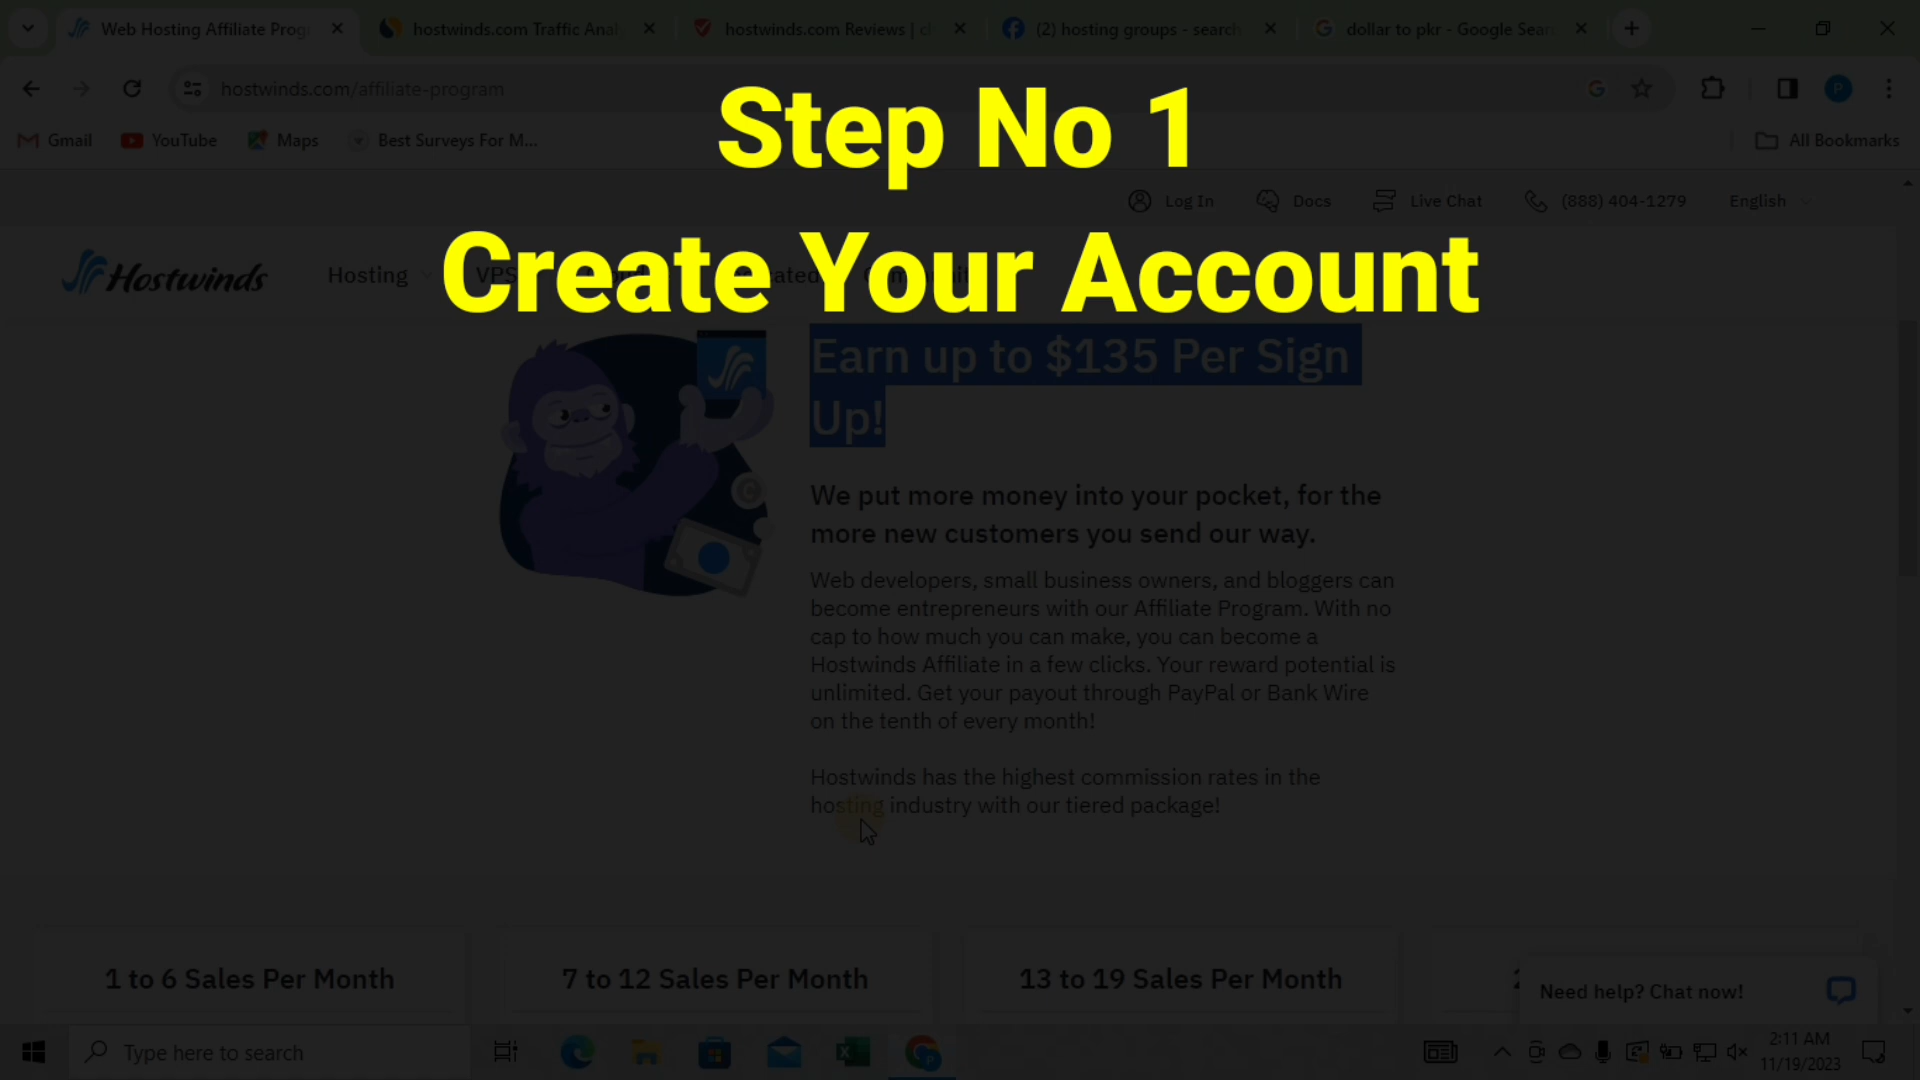 Web Hosting Affiliate Prog
hostwinds.com Traffic Anal
hostwinds.com Reviews | c
(2) hosting groups - search
dollar to pkr - Google Sear
hostwinds.com/affiliate-program
Gmail
YouTube
Maps
Best Surveys For M...
All Bookmarks
Step No 1
Log In
Docs
Live Chat
(888) 404-1279
English
Hostwinds
Hosting
VPS
Create Your Account
Earn up to $135 Per Sign
Up!
We put more money into your pocket, for the
more new customers you send our way.
Web developers, small business owners, and bloggers can
become entrepreneurs with our Affiliate Program. With no
cap to how much you can make, you can become a
Hostwinds Affiliate in a few clicks. Your reward potential is
unlimited. Get your payout through PayPal or Bank Wire
on the tenth of every month!
Hostwinds has the highest commission rates in the
hosting industry with our tiered package!
1 to 6 Sales Per Month
7 to 12 Sales Per Month
13 to 19 Sales Per Month
Need help? Chat now!
Type here to search
2:11 AM
11/19/2023